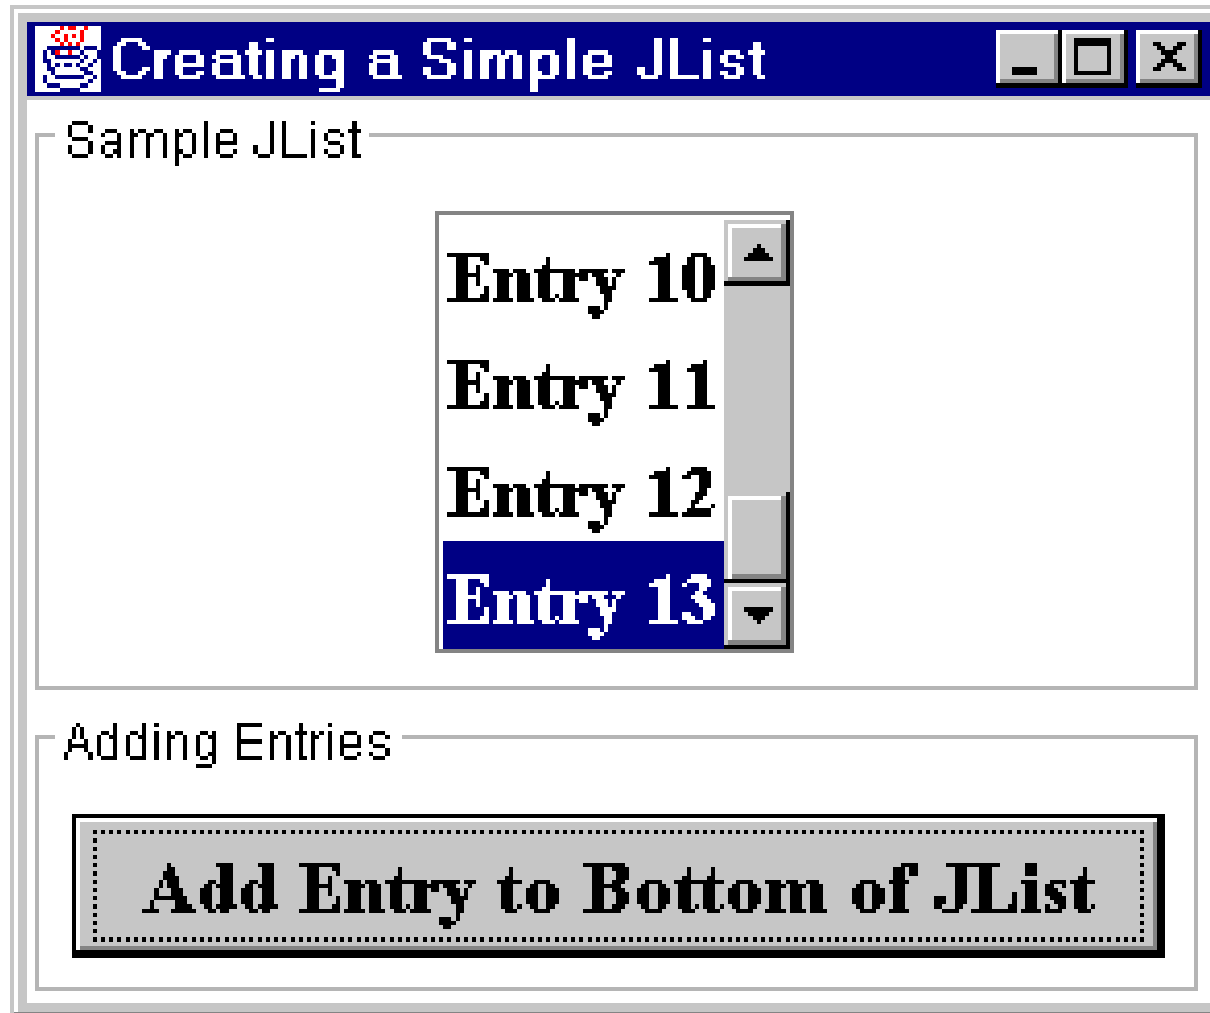 Creating a Simple JList
Sample JList
Entry 10
Entry 11
Entry 12
Entry 13
Adding Entries
Add Entry to Bottom of JList